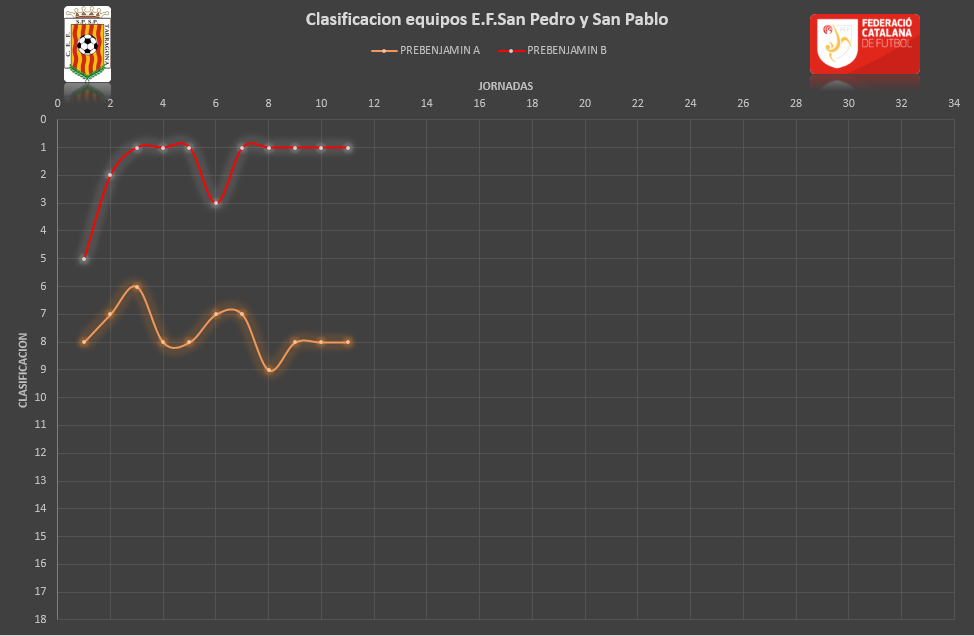 Clasificacion equipos E.F.San Pedro y San Pablo
S.P.S.P.
C.E.E.
TARRAGONA
FEDERACIÓ
CATALANA
DE FUTBOL
PREBENJAMIN A
PREBENJAMIN B
JORNADAS
0 2 4 6 8 10 12 14 16 18 20 22 24 26 28 30 32 34
0
1
2
3
4
5
6
7
8
9
10
11
12
13
14
15
16
17
18
CLASIFICACION